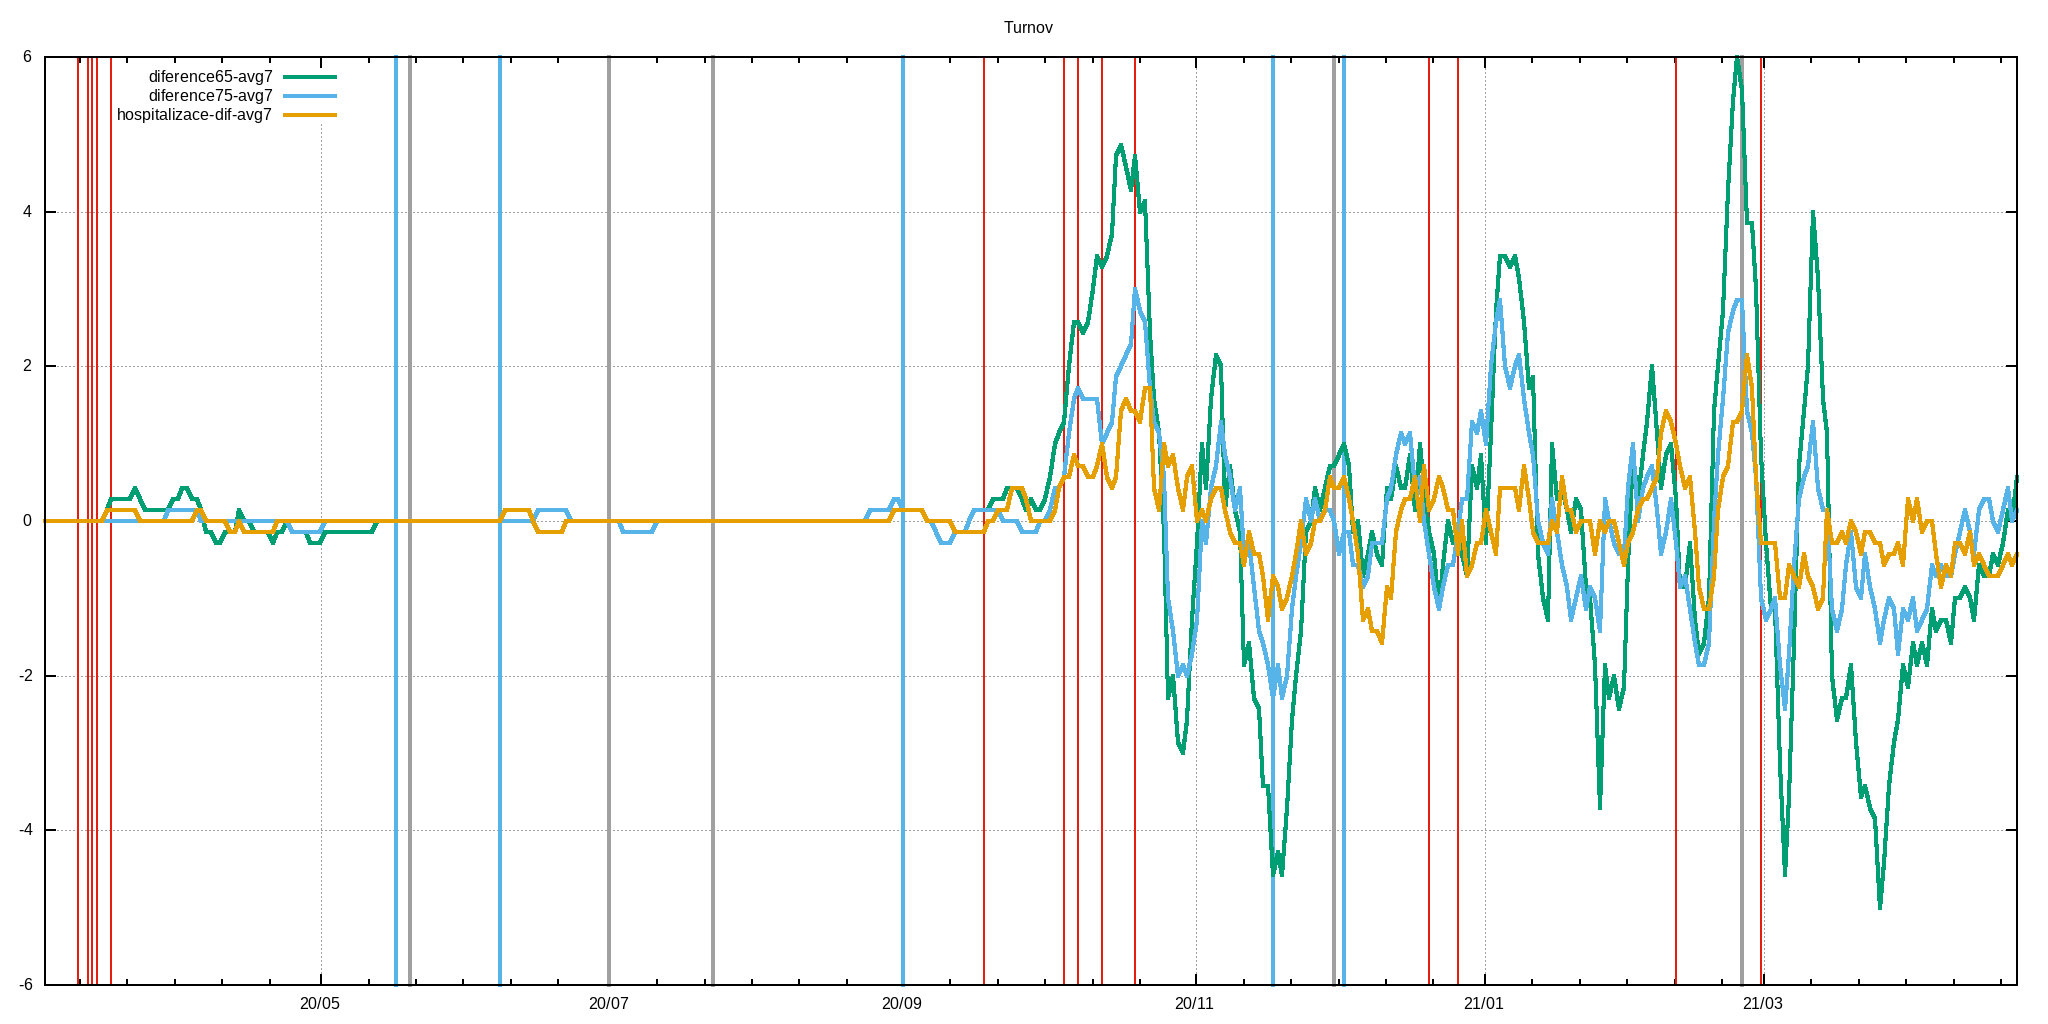 Turnov
diference65-avg7
diference75-avg7
hospitalizace-dif-avg7
6
4
2
0
-2
-4
-6
20/05 20/07 20/09 20/11 21/01 21/03